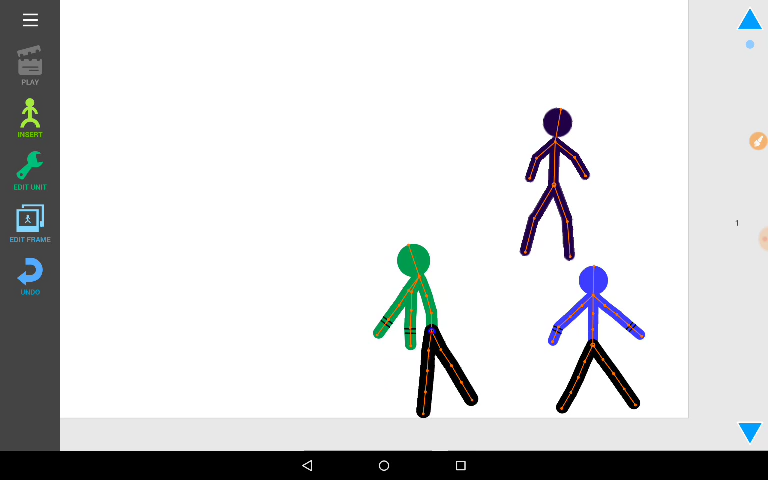 PLAY
INSERT
EDIT UNIT
EDIT FRAME
UNDO
1